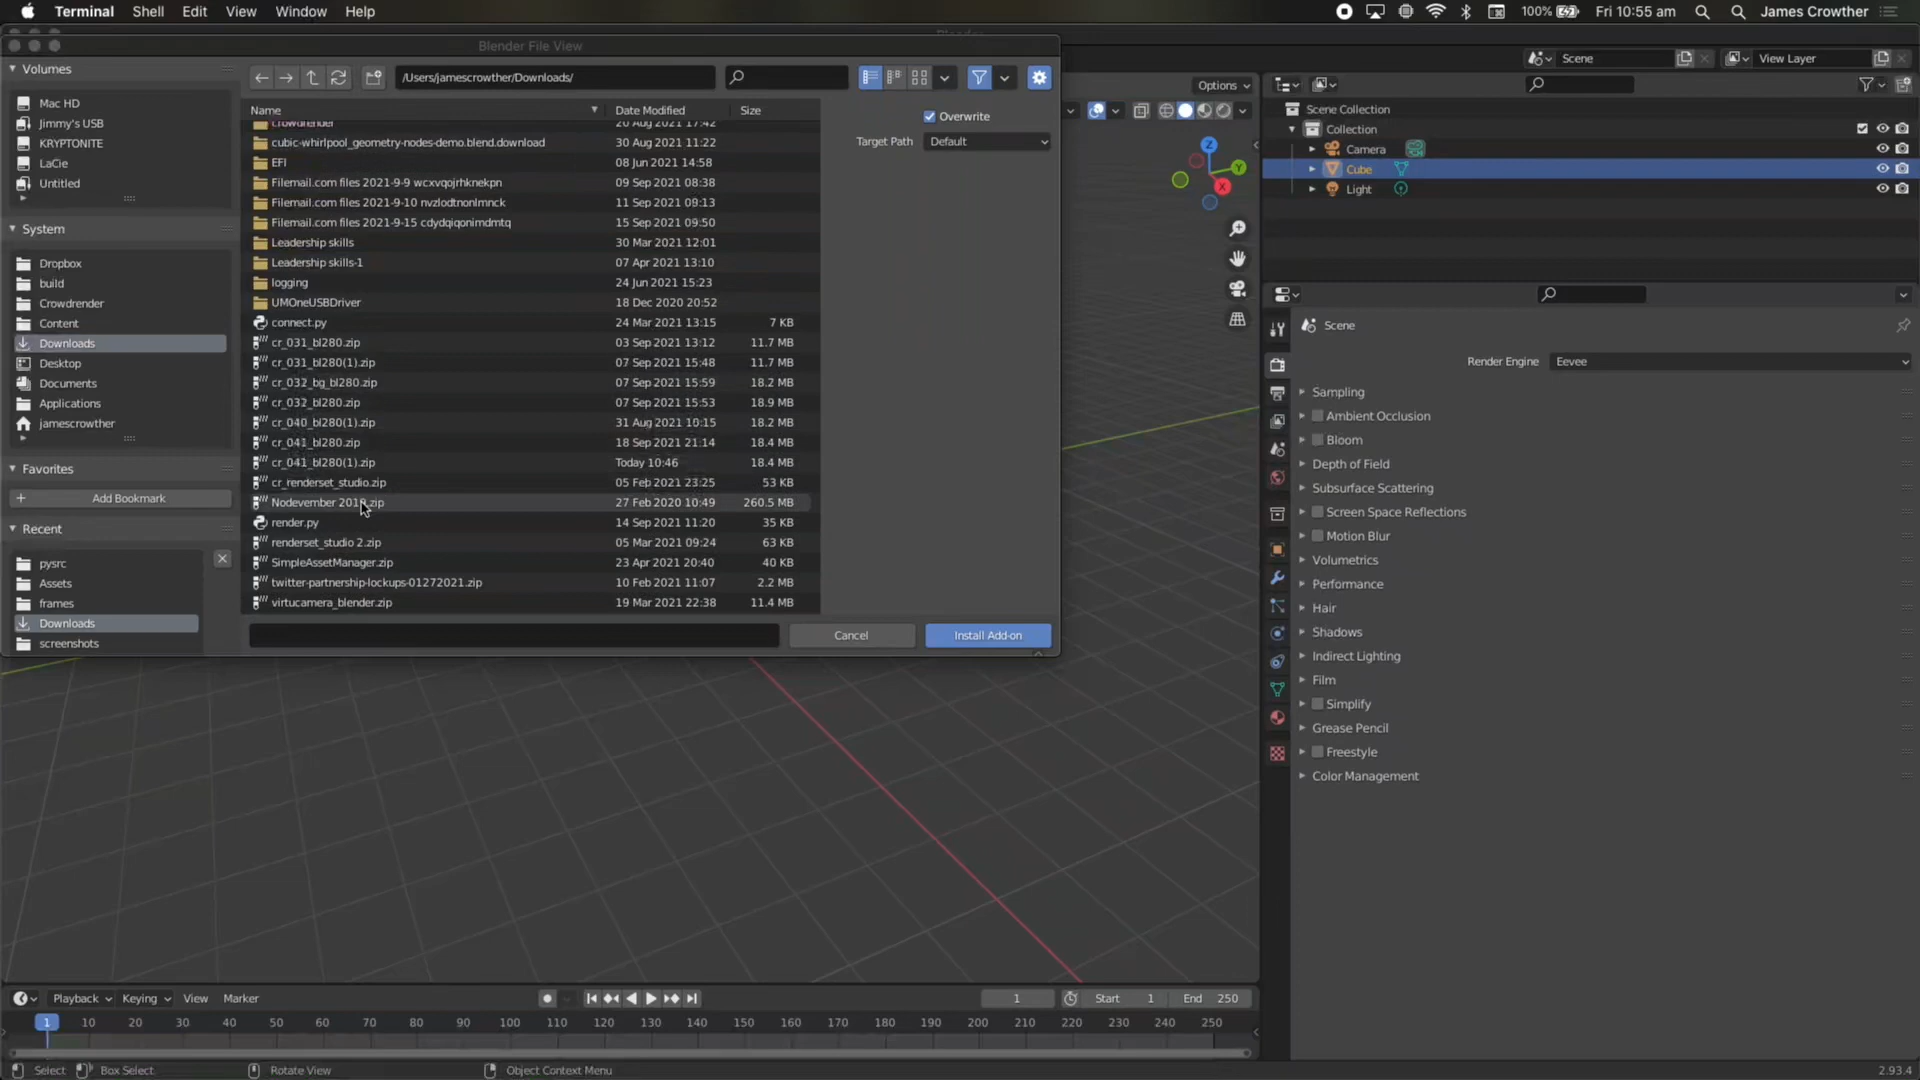 Terminal Shell Edit View Window Help 100% Fri 10:55 am James Crowther
Blender File View
Volumes
Mac HD
Jimmy's USB
KRYPTONITE
LaCie
Untitled
System
Dropbox
build
Crowdrender
Content
Downloads
Desktop
Documents
Applications
jamescrowther
Favorites
Add Bookmark
Recent
pysrc
Assets
frames
Downloads
screenshots
/Users/jamescrowther/Downloads/
Name Date Modified Size
crowdrender 20 Aug 2021 17:42
cubic-whirlpool_geometry-nodes-demo.blend.download 30 Aug 2021 11:22
EFI 08 Jun 2021 14:58
Filemail.com files 2021-9-9 wcxvqojrhknekpn 09 Sep 2021 08:38
Filemail.com files 2021-9-10 nvzlodtnonlmnck 11 Sep 2021 09:13
Filemail.com files 2021-9-15 cdydqiqonimdmtq 15 Sep 2021 09:50
Leadership skills 30 Mar 2021 12:01
Leadership skills-1 07 Apr 2021 13:10
logging 24 Jun 2021 15:23
UMOneUSBDriver 18 Dec 2020 20:52
connect.py 24 Mar 2021 13:15 7 KB
cr_031_bl280.zip 03 Sep 2021 13:12 11.7 MB
cr_031_bl280(1).zip 07 Sep 2021 15:48 11.7 MB
cr_032_bg_bl280.zip 07 Sep 2021 15:59 18.2 MB
cr_032_bl280.zip 07 Sep 2021 15:53 18.9 MB
cr_040_bl280(1).zip 31 Aug 2021 10:15 18.2 MB
cr_041_bl280.zip 18 Sep 2021 21:14 18.4 MB
cr_041_bl280(1).zip Today 10:46 18.4 MB
cr_renderset_studio.zip 05 Feb 2021 23:25 53 KB
Nodevember 2019.zip 27 Feb 2020 10:49 260.5 MB
render.py 14 Sep 2021 11:20 35 KB
renderset_studio 2.zip 05 Mar 2021 09:24 63 KB
SimpleAssetManager.zip 23 Apr 2021 20:40 40 KB
twitter-partnership-lockups-01272021.zip 10 Feb 2021 11:07 2.2 MB
virtucamera_blender.zip 19 Mar 2021 22:38 11.4 MB
Overwrite
Target Path Default
Cancel Install Add-on
Options
Z
Y
X
Scene View Layer
Scene Collection
Collection
Camera
Cube
Light
Scene
Render Engine Eevee
Sampling
Ambient Occlusion
Bloom
Depth of Field
Subsurface Scattering
Screen Space Reflections
Motion Blur
Volumetrics
Performance
Hair
Shadows
Indirect Lighting
Film
Simplify
Grease Pencil
Freestyle
Color Management
Playback Keying View Marker 1 Start 1 End 250
1 10 20 30 40 50 60 70 80 90 100 110 120 130 140 150 160 170 180 190 200 210 220 230 240 250
Select Box Select Rotate View Object Context Menu 2.93.4